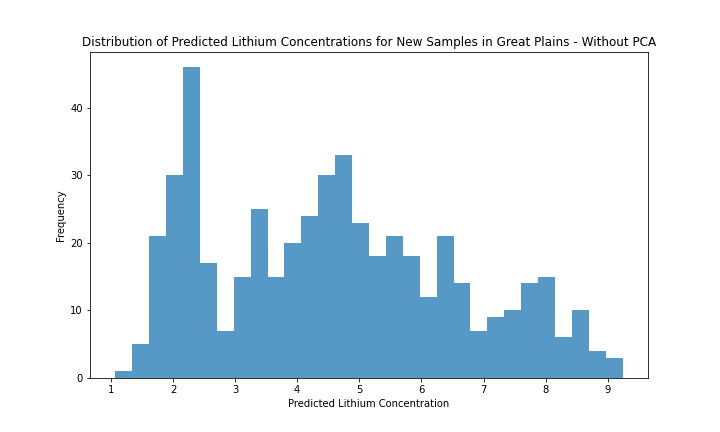 Distribution of Predicted Lithium Concentrations for New Samples in Great Plains - Without PCA
40
30
20
10
0
Frequency
1 2 3 4 5 6 7 8 9
Predicted Lithium Concentration